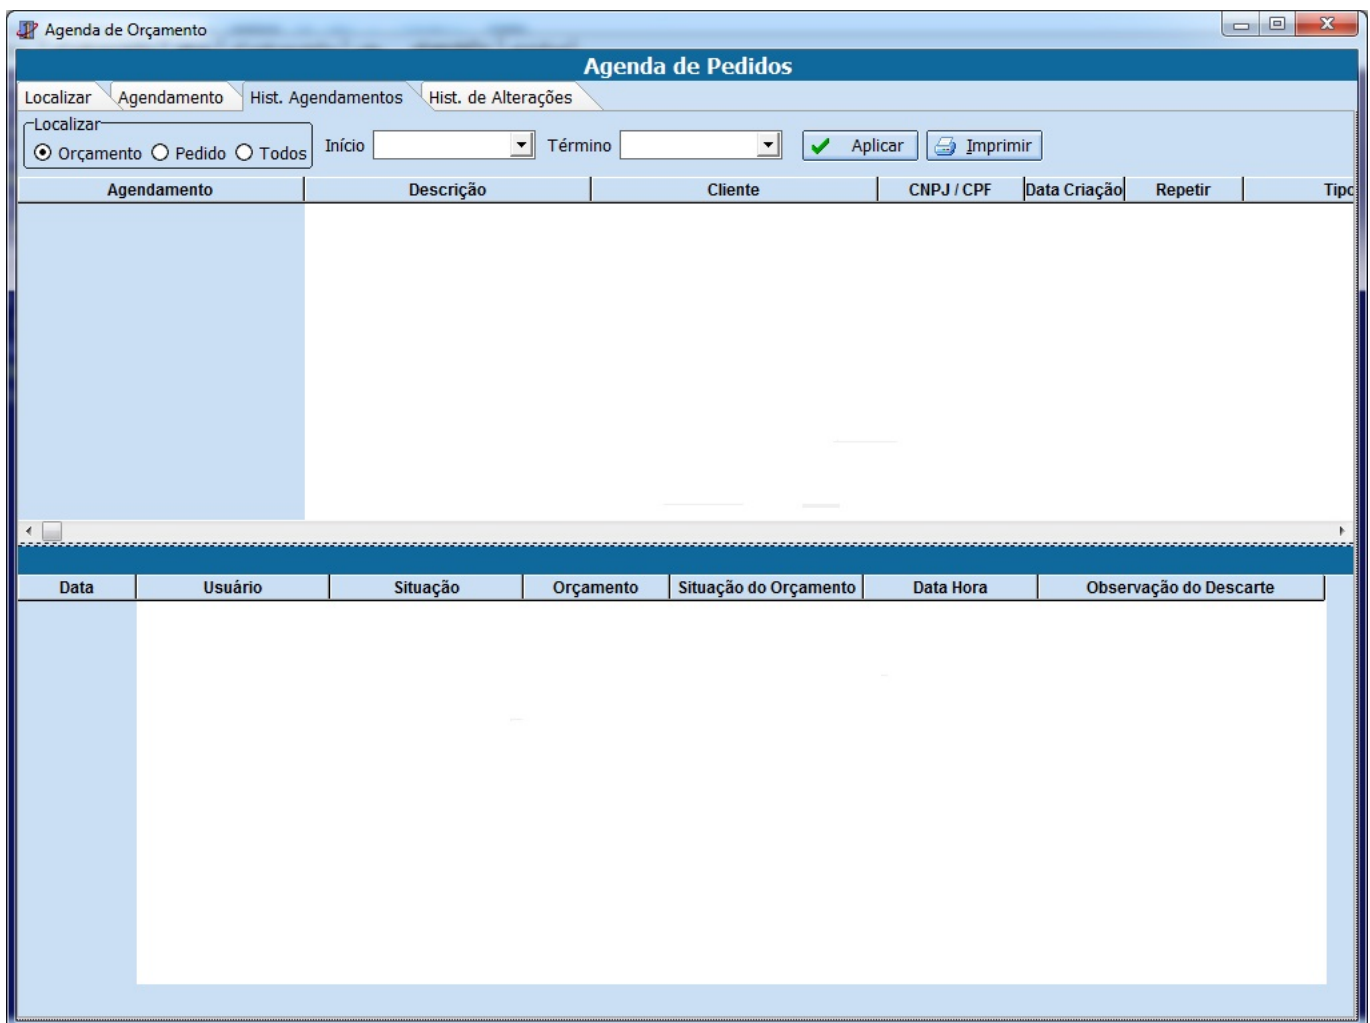 Agenda de Orçamento
Agenda de Pedidos
Localizar Agendamento Hist. Agendamentos Hist. de Alterações
Localizar
Orçamento Pedido Todos Início Término Aplicar Imprimir
Agendamento Descrição Cliente CNPJ / CPF Data Criação Repetir Tipo
Data Usuário Situação Orçamento Situação do Orçamento Data Hora Observação do Descarte